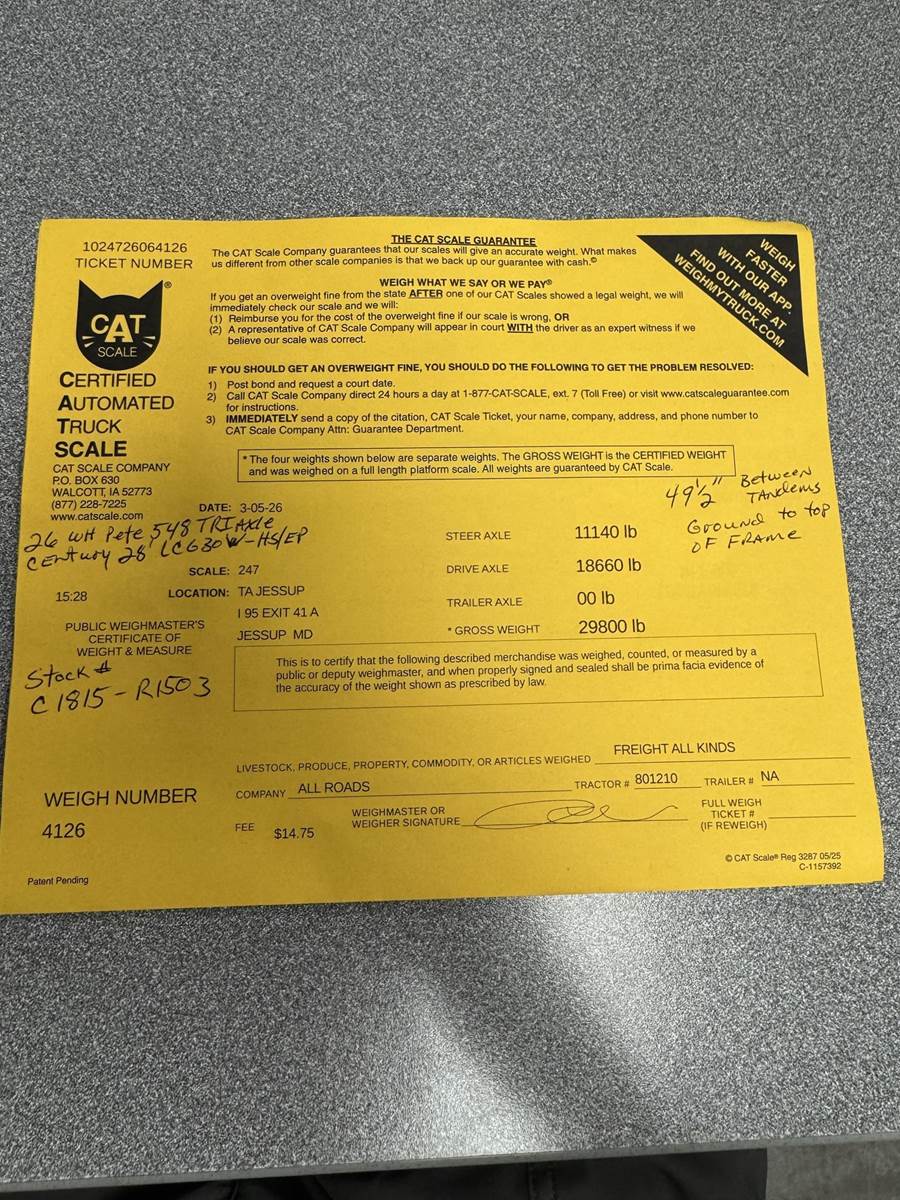 1024726064126
TICKET NUMBER
THE CAT SCALE GUARANTEE
The CAT Scale Company guarantees that our scales will give an accurate weight. What makes
us different from other scale companies is that we back up our guarantee with cash.©
WEIGH WHAT WE SAY OR WE PAY®
If you get an overweight fine from the state AFTER one of our CAT Scales showed a legal weight, we will
immediately check our scale and we will:
(1) Reimburse you for the cost of the overweight fine if our scale is wrong, OR
(2) A representative of CAT Scale Company will appear in court WITH the driver as an expert witness if we
believe our scale was correct.
WEIGH
FASTER
WITH OUR APP.
FIND OUT MORE AT
WEIGHMYTRUCK.COM
®
CAT
SCALE
CERTIFIED
AUTOMATED
TRUCK
SCALE
CAT SCALE COMPANY
P.O. BOX 630
WALCOTT, IA 52773
(877) 228-7225
www.catscale.com
IF YOU SHOULD GET AN OVERWEIGHT FINE, YOU SHOULD DO THE FOLLOWING TO GET THE PROBLEM RESOLVED:
1) Post bond and request a court date.
2) Call CAT Scale Company direct 24 hours a day at 1-877-CAT-SCALE, ext. 7 (Toll Free) or visit www.catscaleguarantee.com
for instructions.
3) IMMEDIATELY send a copy of the citation, CAT Scale Ticket, your name, company, address, and phone number to
CAT Scale Company Attn: Guarantee Department.
* The four weights shown below are separate weights. The GROSS WEIGHT is the CERTIFIED WEIGHT
and was weighed on a full length platform scale. All weights are guaranteed by CAT Scale.
49½" Between
TAndems
Ground to top
OF FRAme
DATE: 3-05-26
26 WH Pete 548 TRI Axle
CENtury 28' LCG30W-HS/EP
SCALE: 247
15:28
LOCATION: TA JESSUP
I 95 EXIT 41 A
JESSUP MD
STEER AXLE 11140 lb
DRIVE AXLE 18660 lb
TRAILER AXLE 00 lb
* GROSS WEIGHT 29800 lb
PUBLIC WEIGHMASTER'S
CERTIFICATE OF
WEIGHT & MEASURE
This is to certify that the following described merchandise was weighed, counted, or measured by a
public or deputy weighmaster, and when properly signed and sealed shall be prima facia evidence of
the accuracy of the weight shown as prescribed by law.
Stock #
C1815-R1503
LIVESTOCK, PRODUCE, PROPERTY, COMMODITY, OR ARTICLES WEIGHED FREIGHT ALL KINDS
COMPANY ALL ROADS TRACTOR # 801210 TRAILER # NA
WEIGH NUMBER
4126
FEE $14.75
WEIGHMASTER OR
WEIGHER SIGNATURE
FULL WEIGH
TICKET #
(IF REWEIGH)
© CAT Scale® Reg 3287 05/25
C-1157392
Patent Pending